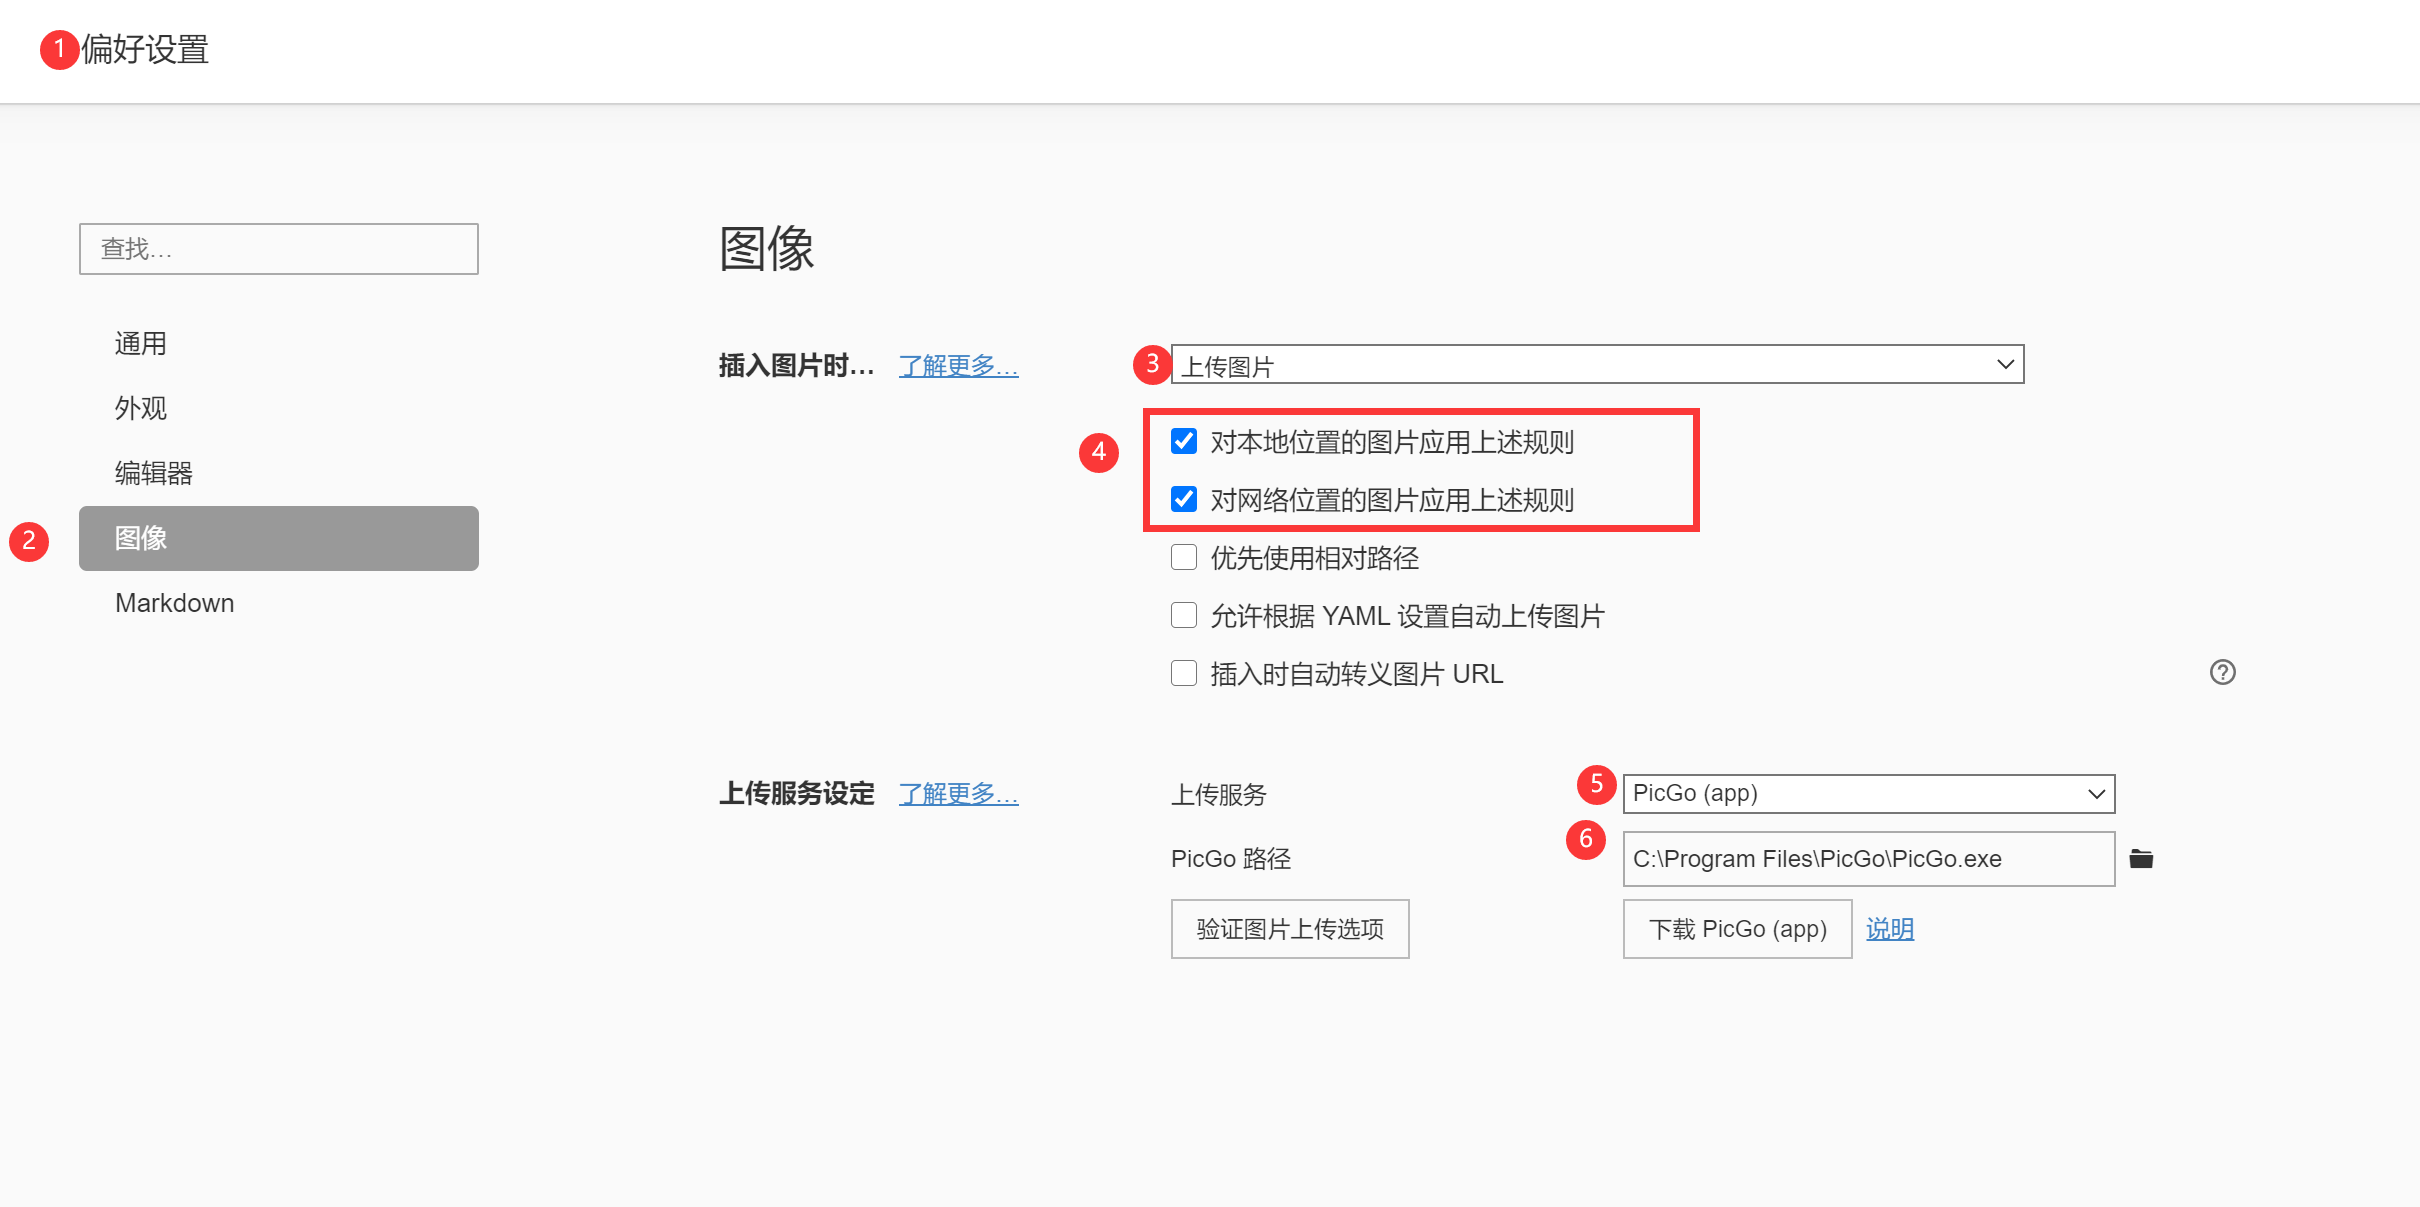 1 偏好设置
查找...
通用
外观
编辑器
2 图像
Markdown
图像
插入图片时... 了解更多... 3 上传图片
4 对本地位置的图片应用上述规则
对网络位置的图片应用上述规则
优先使用相对路径
允许根据 YAML 设置自动上传图片
插入时自动转义图片 URL ?
上传服务设定 了解更多... 上传服务 5 PicGo (app)
PicGo 路径 6 C:\Program Files\PicGo\PicGo.exe
验证图片上传选项 下载 PicGo (app) 说明